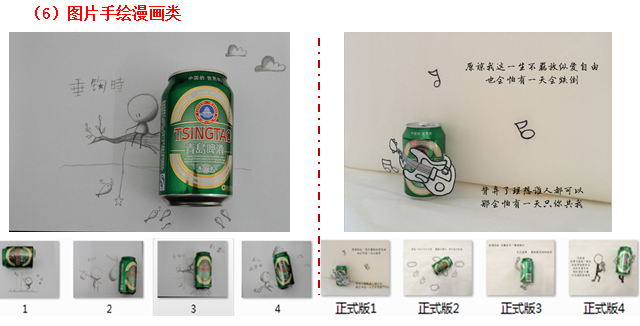 （6）图片手绘漫画类
垂钓時
TSINGTAO
青岛啤酒
原谅我这一生不羁放纵爱自由
也会怕有一天会跌倒
背弃了理想谁人都可以
那会怕有一天只你共我
1 2 3 4 正式版1 正式版2 正式版3 正式版4